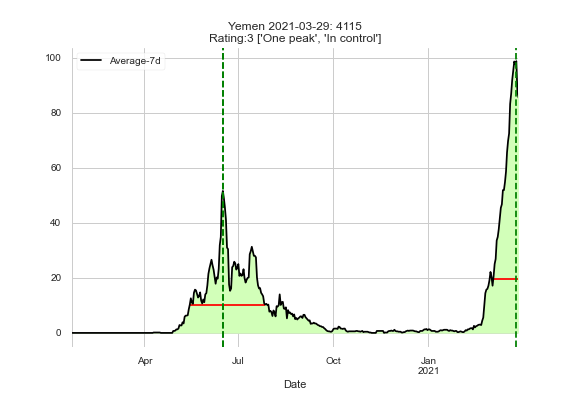 Yemen 2021-03-29: 4115
Rating:3 ['One peak', 'In control']
Average-7d
100
80
60
40
20
0
Apr
Jul
Oct
Jan
2021
Date